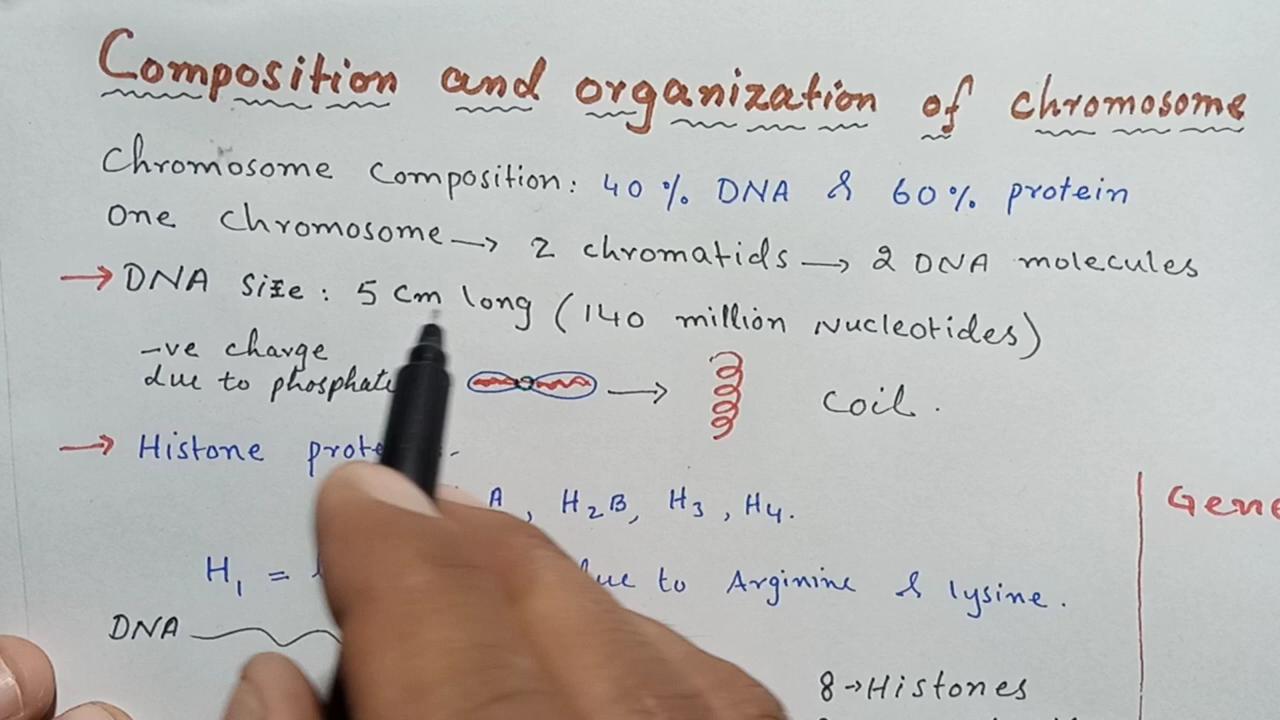 Composition and organization of chromosome
Chromosome Composition: 40% DNA & 60% protein
One Chromosome → 2 chromatids → 2 DNA molecules
→ DNA Size: 5 cm long (140 million Nucleotides)
-ve charge
due to phosphate
→ Coil.
→ Histone
A, H2B, H3, H4.
Gene
H1 = due to Arginine & lysine.
DNA
8→Histones